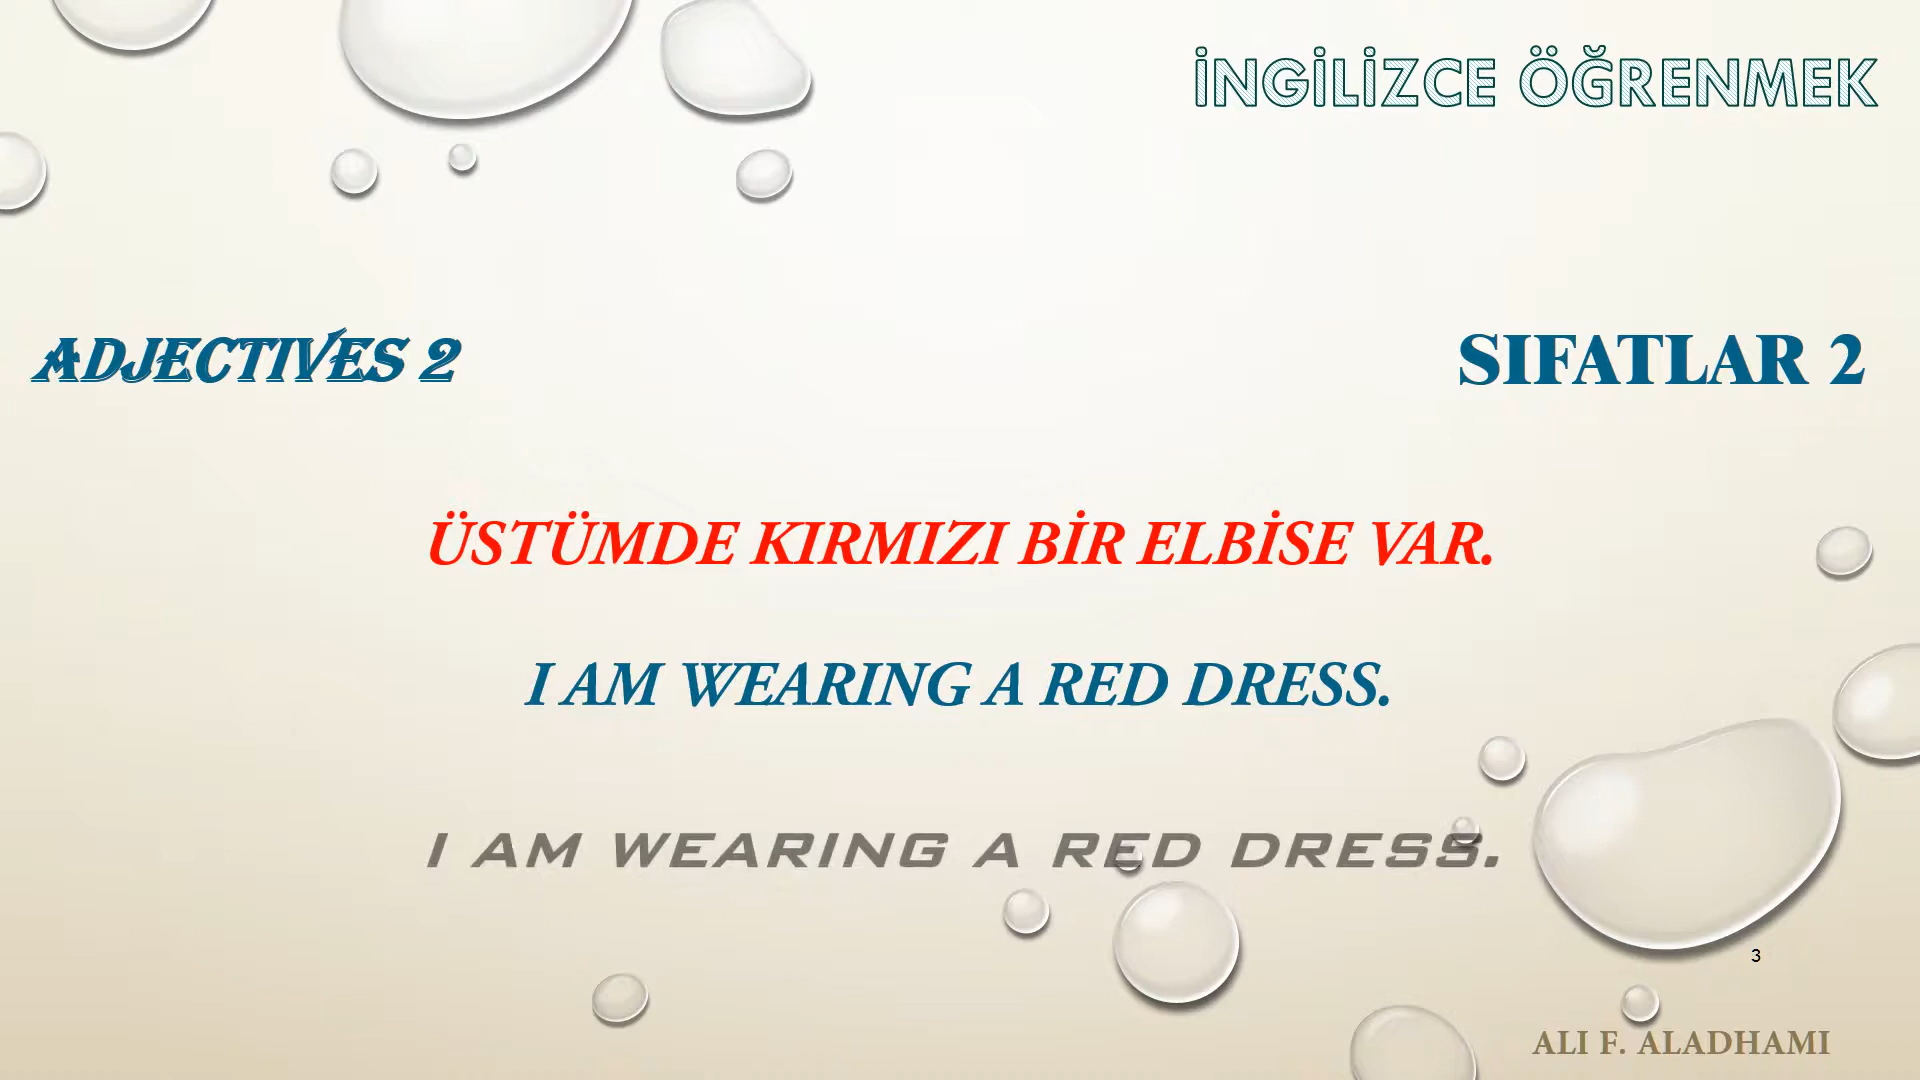 İNGİLİZCE ÖĞRENMEK
ADJECTIVES 2
SIFATLAR 2
ÜSTÜMDE KIRMIZI BİR ELBİSE VAR.
I AM WEARING A RED DRESS.
I AM WEARING A RED DRESS.
3
ALI F. ALADHAMI